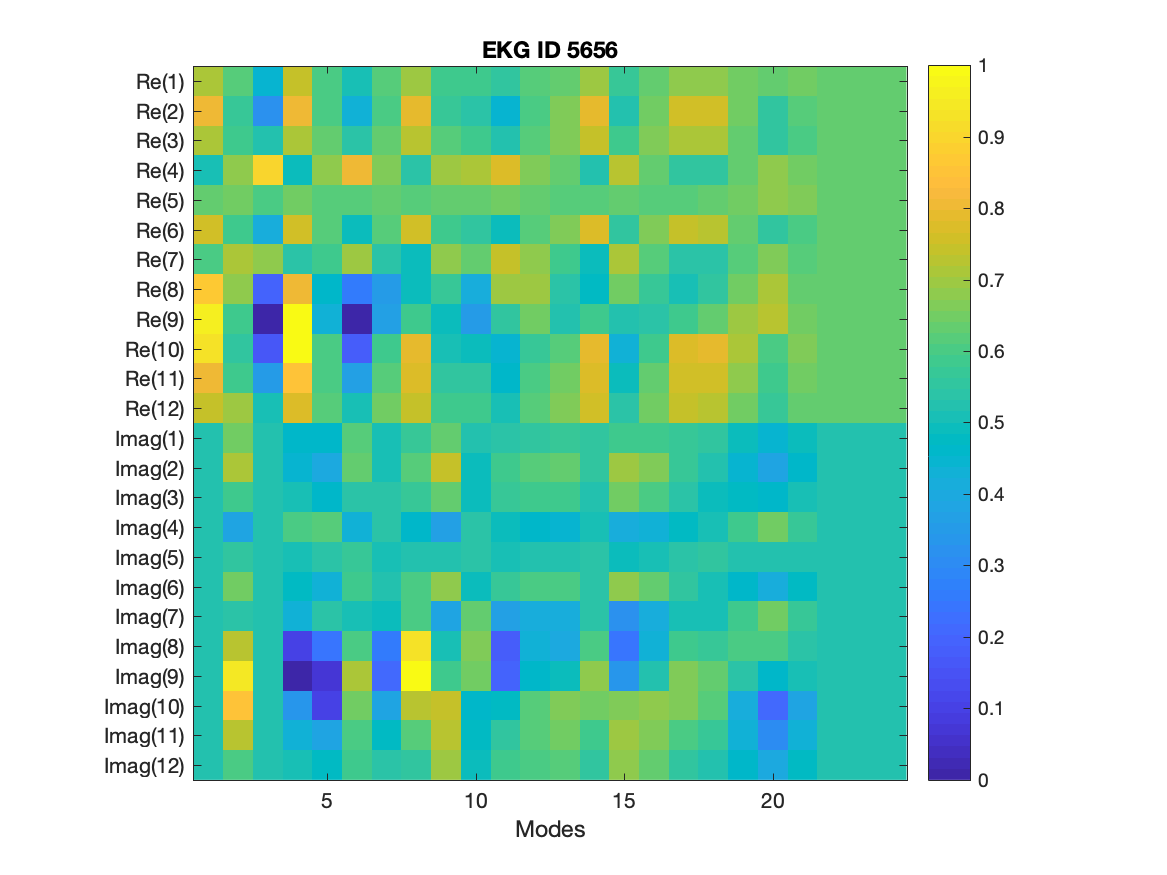 EKG ID 5656
Re(1)
Re(2)
Re(3)
Re(4)
Re(5)
Re(6)
Re(7)
Re(8)
Re(9)
Re(10)
Re(11)
Re(12)
Imag(1)
Imag(2)
Imag(3)
Imag(4)
Imag(5)
Imag(6)
Imag(7)
Imag(8)
Imag(9)
Imag(10)
Imag(11)
Imag(12)
5 10 15 20
Modes
1
0.9
0.8
0.7
0.6
0.5
0.4
0.3
0.2
0.1
0